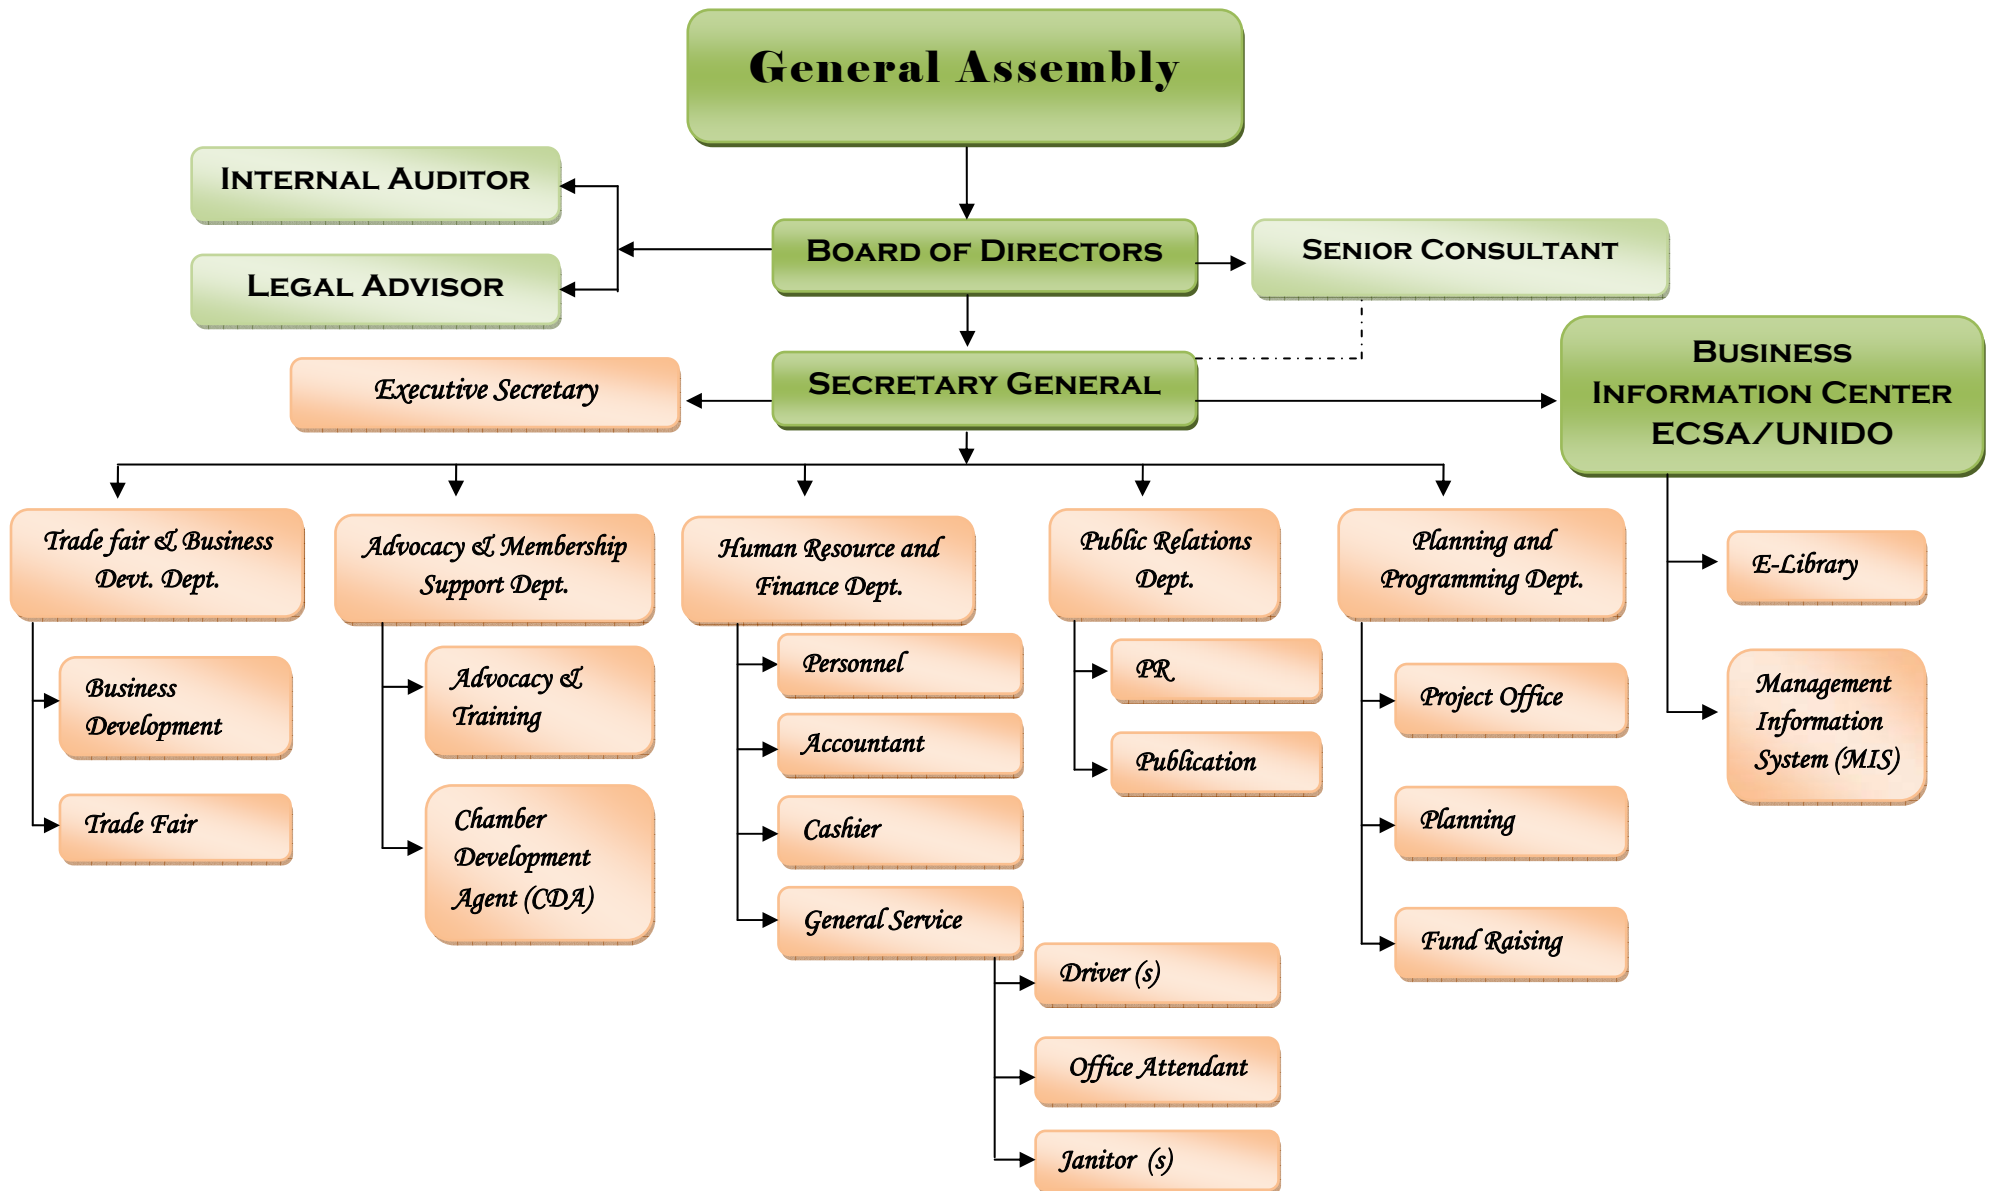 General Assembly
INTERNAL AUDITOR
LEGAL ADVISOR
BOARD OF DIRECTORS
SENIOR CONSULTANT
Executive Secretary
SECRETARY GENERAL
BUSINESS
INFORMATION CENTER
ECSA/UNIDO
Trade fair & Business
Devt. Dept.
Business
Development
Trade Fair
Advocacy & Membership
Support Dept.
Advocacy &
Training
Chamber
Development
Agent (CDA)
Human Resource and
Finance Dept.
Personnel
Accountant
Cashier
General Service
Driver (s)
Office Attendant
Janitor (s)
Public Relations
Dept.
PR
Publication
Planning and
Programming Dept.
Project Office
Planning
Fund Raising
E-Library
Management
Information
System (MIS)